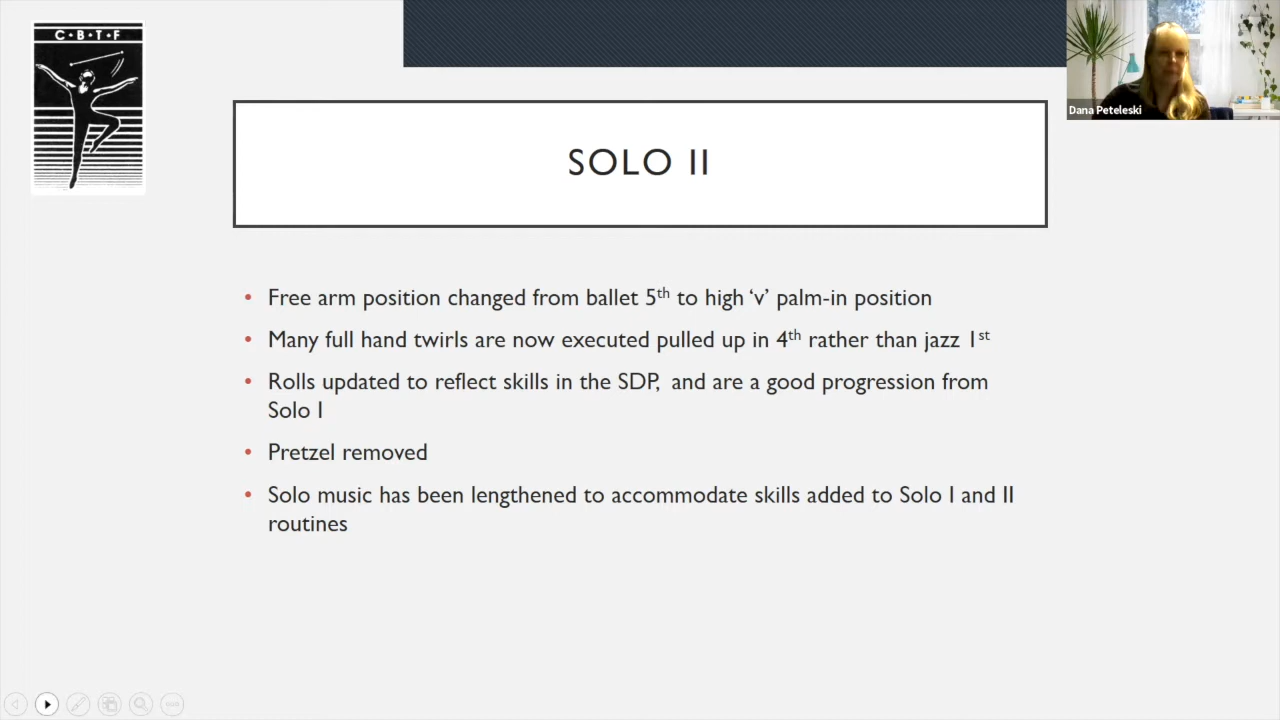 C•B•T•F
Dana Peteleski
SOLO II
• Free arm position changed from ballet 5th to high ‘v’ palm-in position
• Many full hand twirls are now executed pulled up in 4th rather than jazz 1st
• Rolls updated to reflect skills in the SDP,  and are a good progression from
Solo I
• Pretzel removed
• Solo music has been lengthened to accommodate skills added to Solo I and II
routines